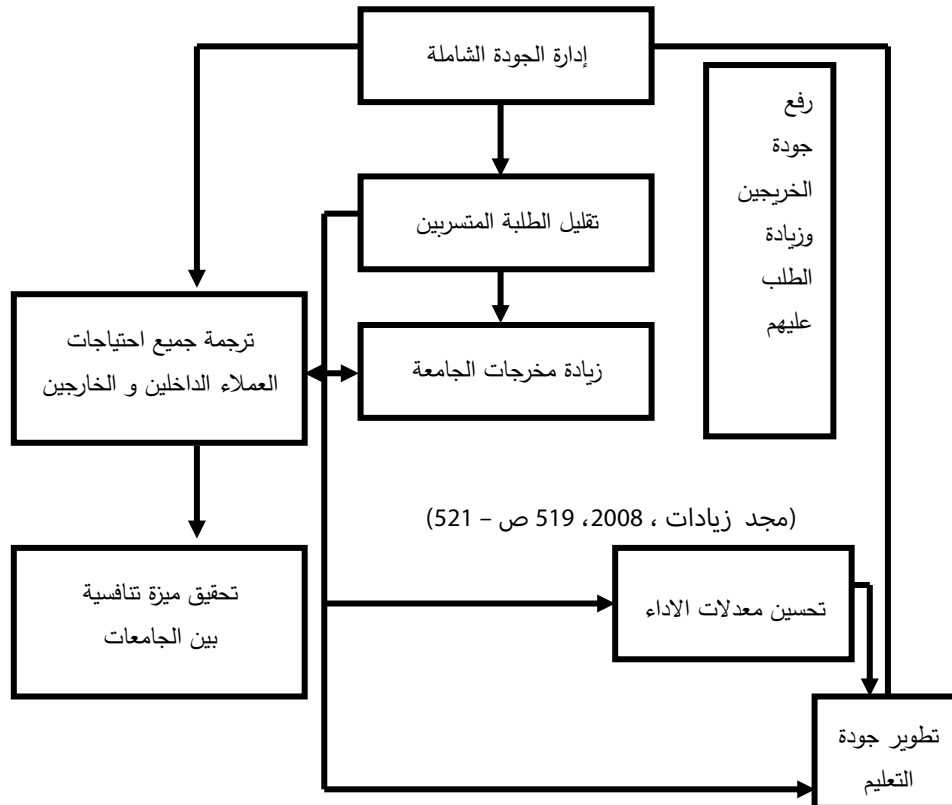 إدارة الجودة الشاملة
رفع
جودة
الخريجين
وزيادة
الطلب
عليهم
تقليل الطلبة المتسربين
ترجمة جميع احتياجات
العملاء الداخلين و الخارجين
زيادة مخرجات الجامعة
(مجد زيادات ، 2008، 519 ص – 521)
تحقيق ميزة تنافسية
بين الجامعات
تحسين معدلات الاداء
تطوير جودة
التعليم